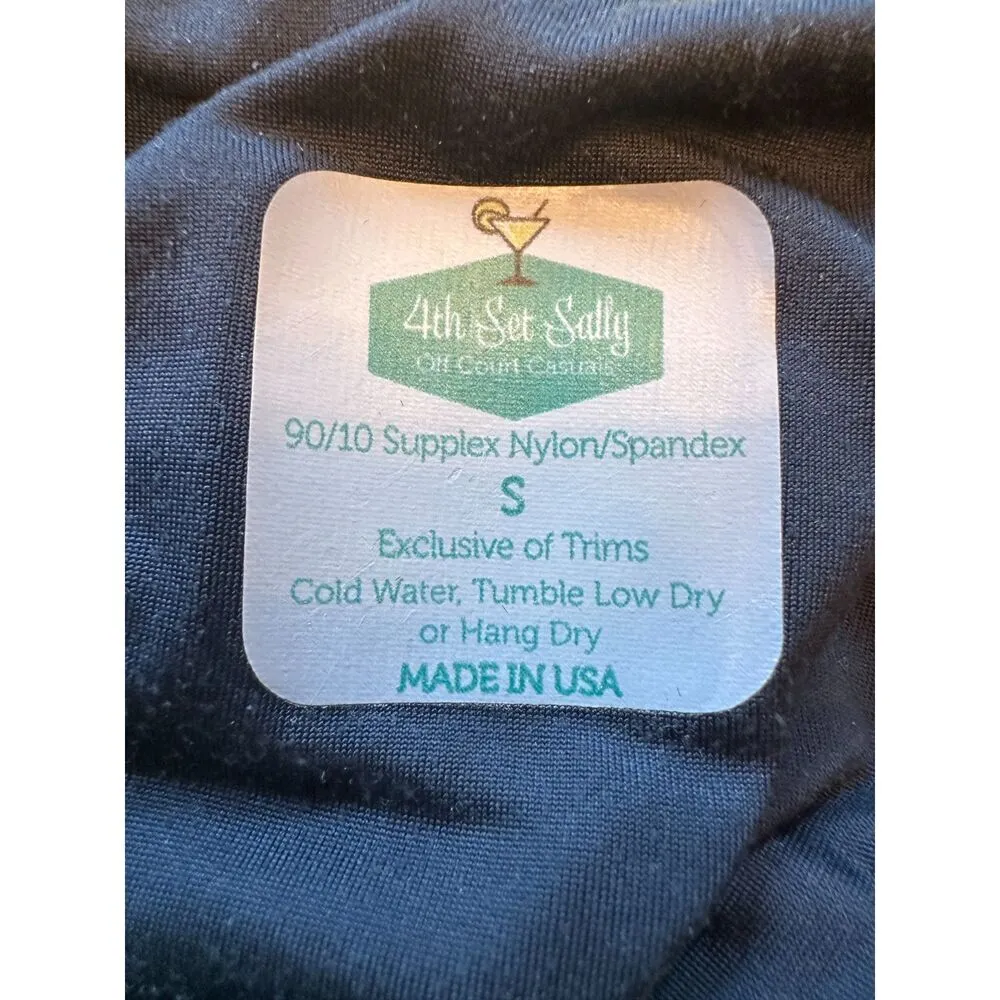 4th Set Sally
Off Court Casuals
90/10 Supplex Nylon/Spandex
S
Exclusive of Trims
Cold Water, Tumble Low Dry
or Hang Dry
MADE IN USA